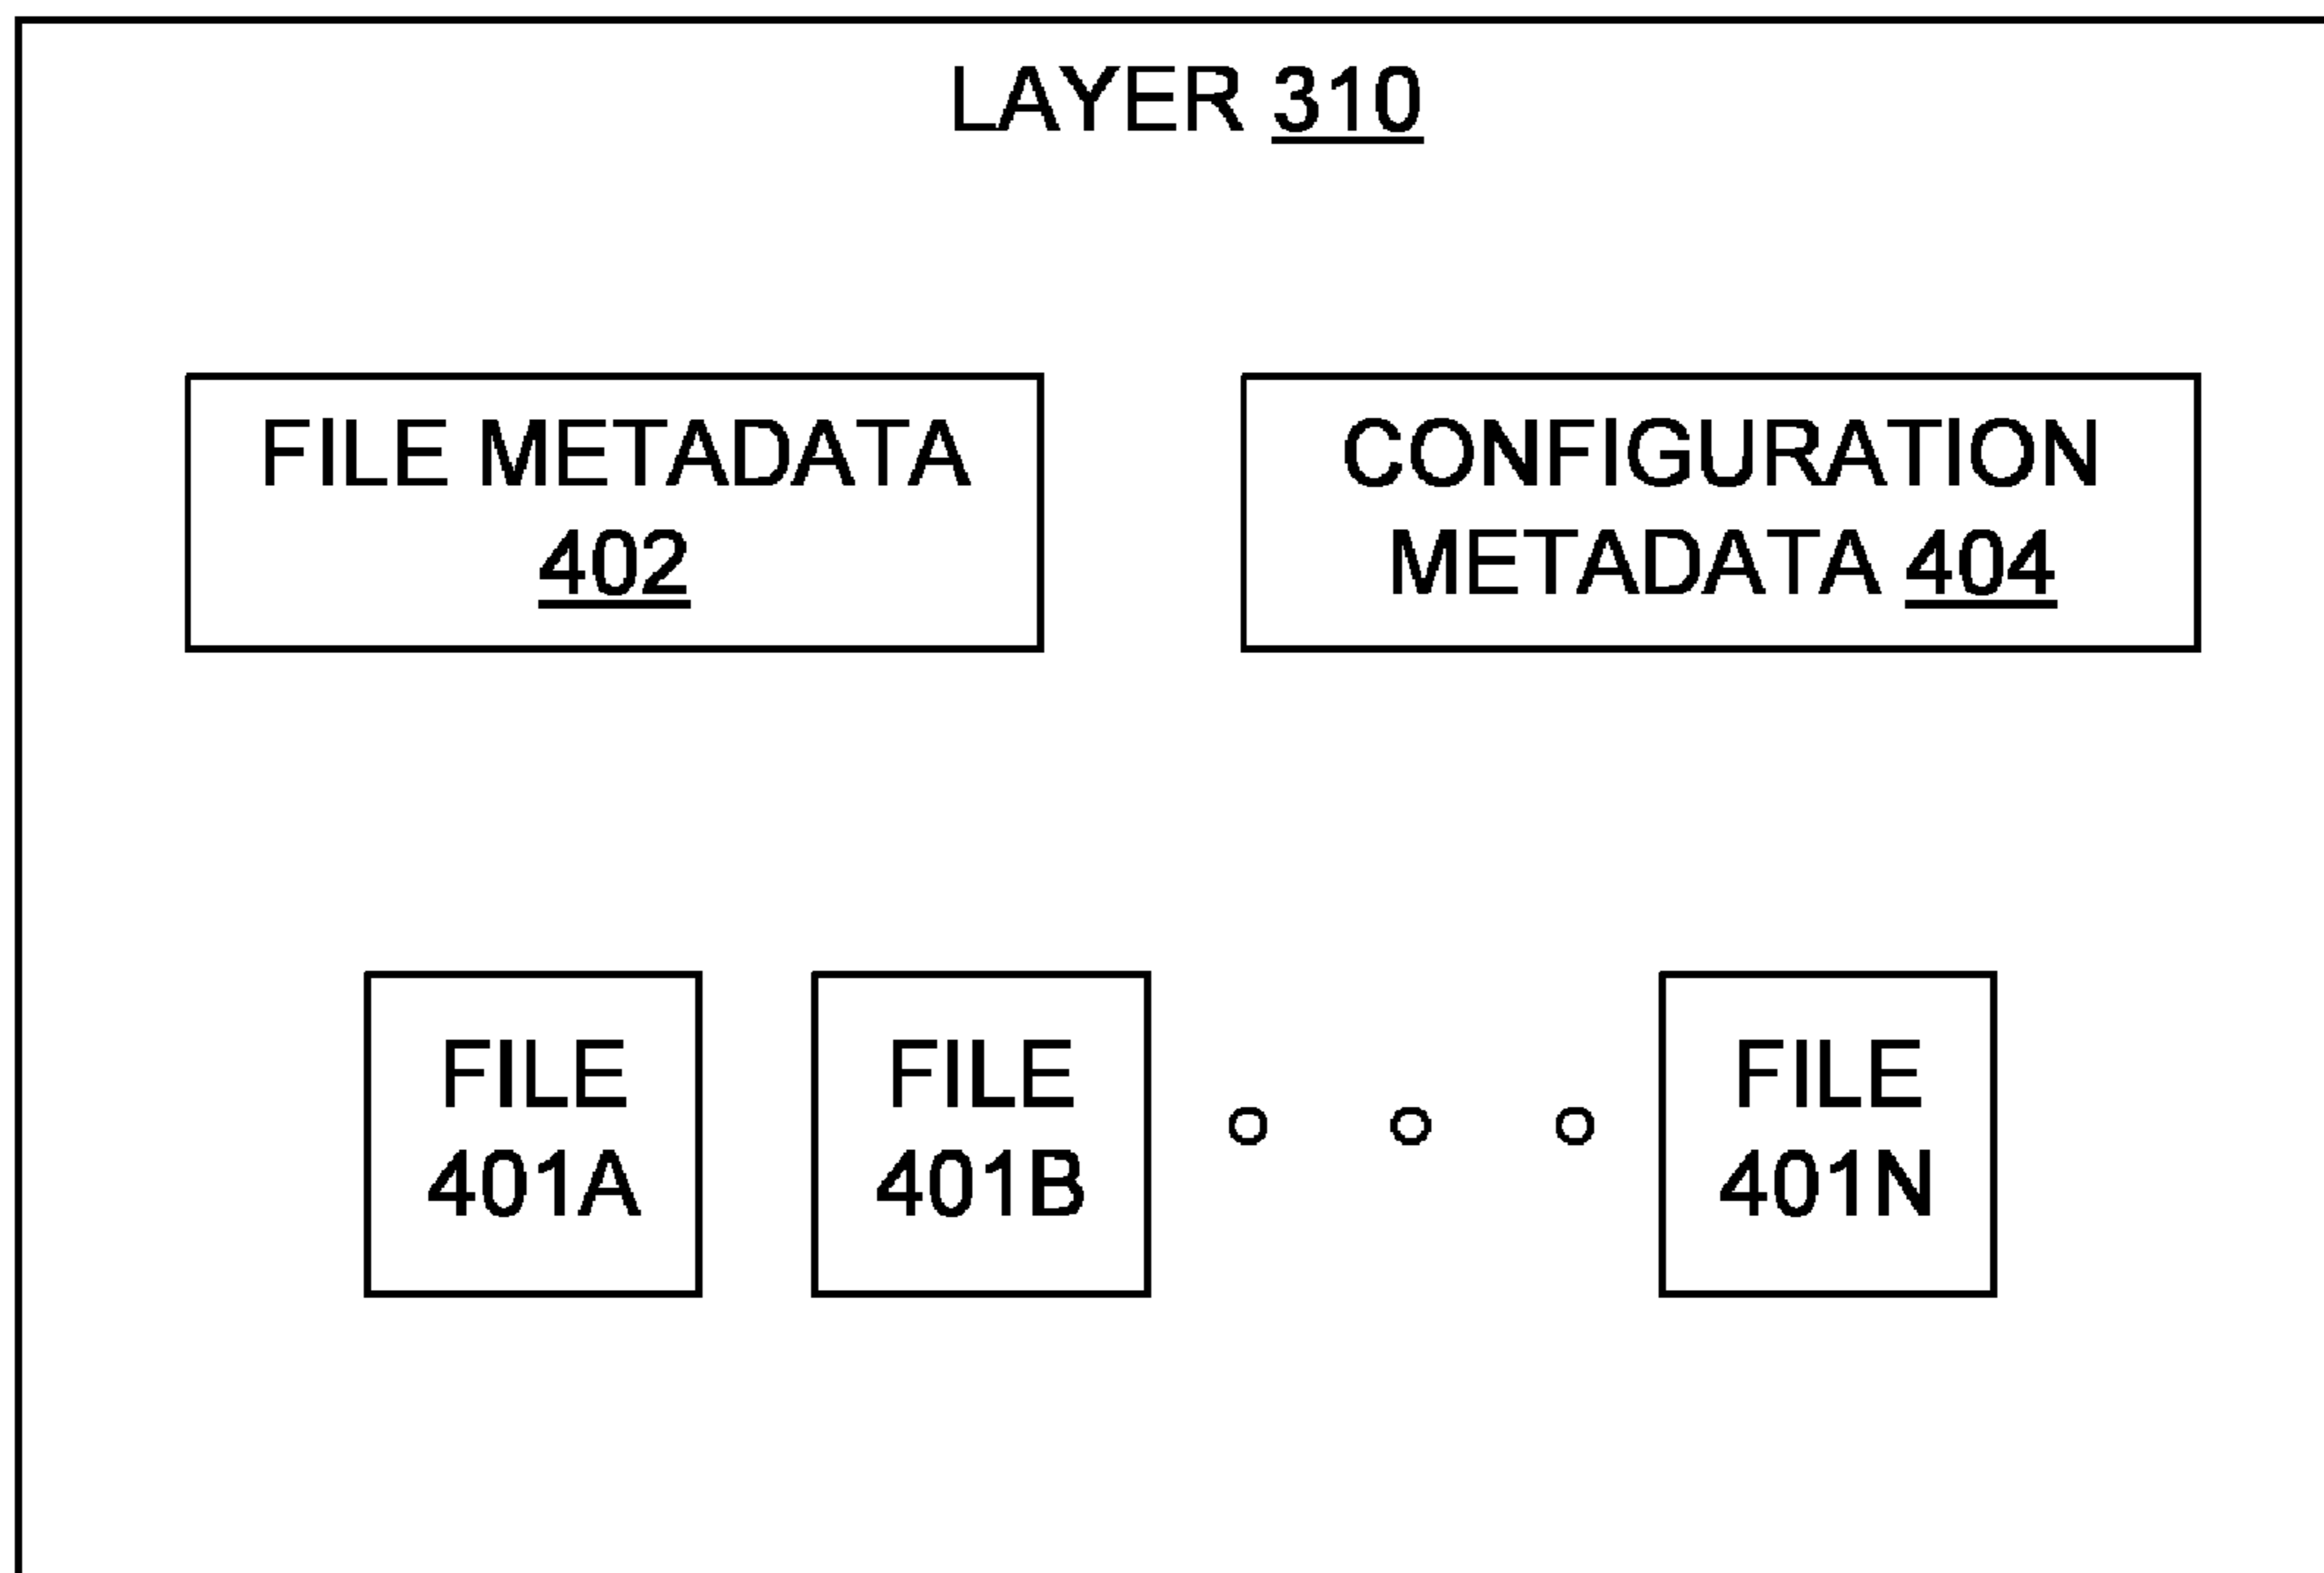 LAYER 310
FILE METADATA
402
CONFIGURATION
METADATA 404
FILE
401A
FILE
401B
FILE
401N